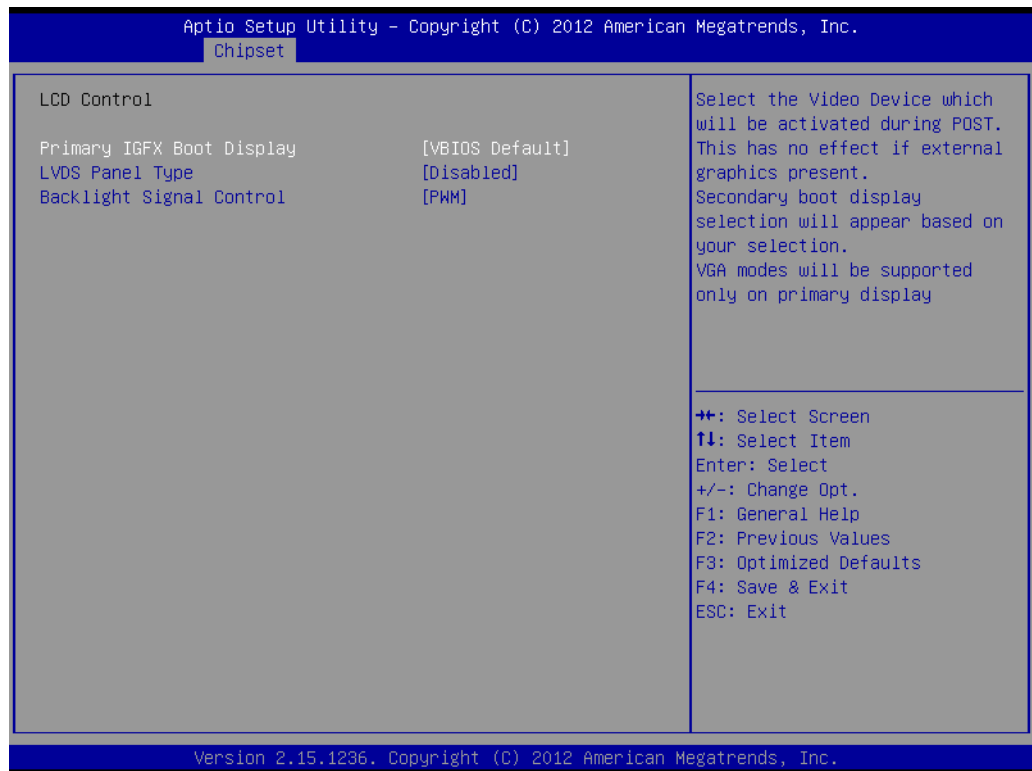 Aptio Setup Utility – Copyright (C) 2012 American Megatrends, Inc.
Chipset
LCD Control
Primary IGFX Boot Display [VBIOS Default]
LVDS Panel Type [Disabled]
Backlight Signal Control [PWM]
Select the Video Device which
will be activated during POST.
This has no effect if external
graphics present.
Secondary boot display
selection will appear based on
your selection.
VGA modes will be supported
only on primary display
→←: Select Screen
↑↓: Select Item
Enter: Select
+/-: Change Opt.
F1: General Help
F2: Previous Values
F3: Optimized Defaults
F4: Save & Exit
ESC: Exit
Version 2.15.1236. Copyright (C) 2012 American Megatrends, Inc.